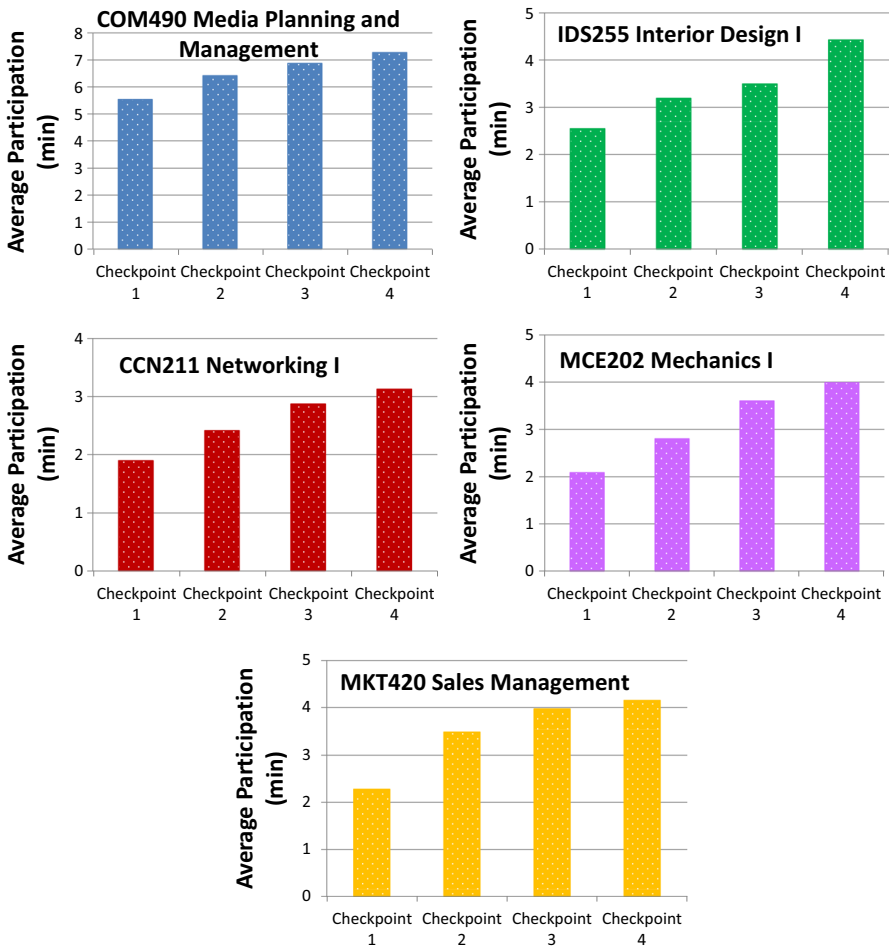 COM490 Media Planning and
Management
Average Participation
(min)
8
7
6
5
4
3
2
1
0
Checkpoint Checkpoint Checkpoint Checkpoint
1 2 3 4
IDS255 Interior Design I
Average Participation
(min)
5
4
3
2
1
0
Checkpoint Checkpoint Checkpoint Checkpoint
1 2 3 4
CCN211 Networking I
Average Participation
(min)
4
3
2
1
0
Checkpoint Checkpoint Checkpoint Checkpoint
1 2 3 4
MCE202 Mechanics I
Average Participation
(min)
5
4
3
2
1
0
Checkpoint Checkpoint Checkpoint Checkpoint
1 2 3 4
MKT420 Sales Management
Average Participation
(min)
5
4
3
2
1
0
Checkpoint Checkpoint Checkpoint Checkpoint
1 2 3 4